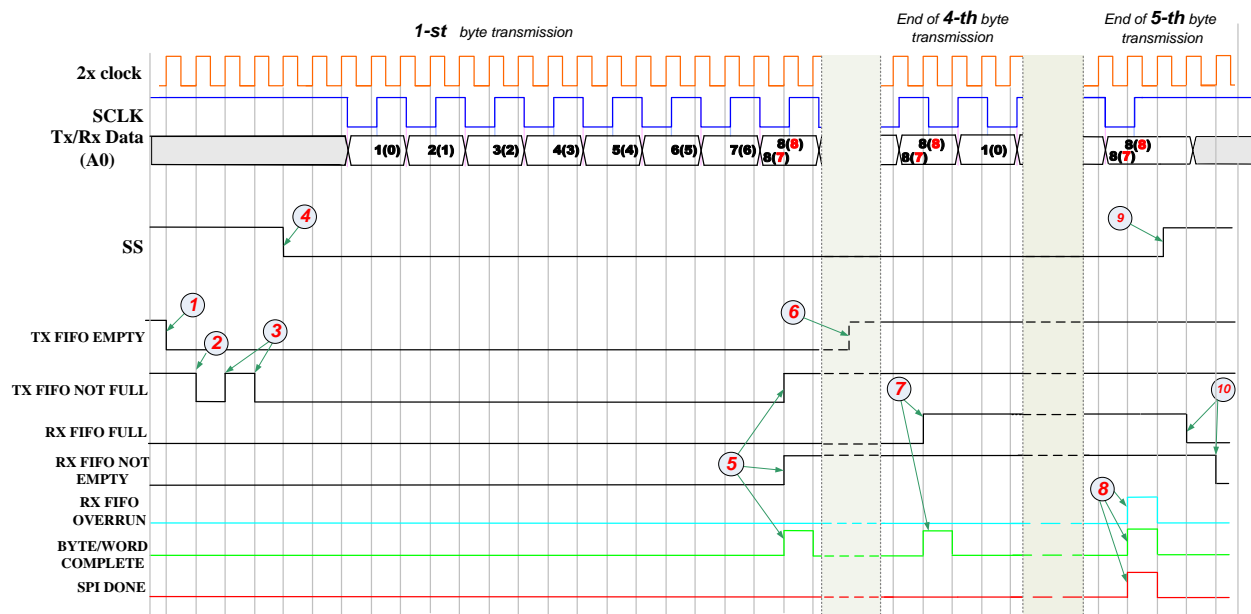 1-st byte transmission
End of 4-th byte
transmission
End of 5-th byte
transmission
2x clock
SCLK
Tx/Rx Data
(A0)
1(0) 2(1) 3(2) 4(3) 5(4) 6(5) 7(6) 8(8)
8(7)
8(8) 1(0)
8(7)
8(8)
8(7)
4
9
SS
1
6
2 3
TX FIFO EMPTY
TX FIFO NOT FULL
7 10
RX FIFO FULL
5
RX FIFO NOT
EMPTY
8
RX FIFO
OVERRUN
BYTE/WORD
COMPLETE
SPI DONE